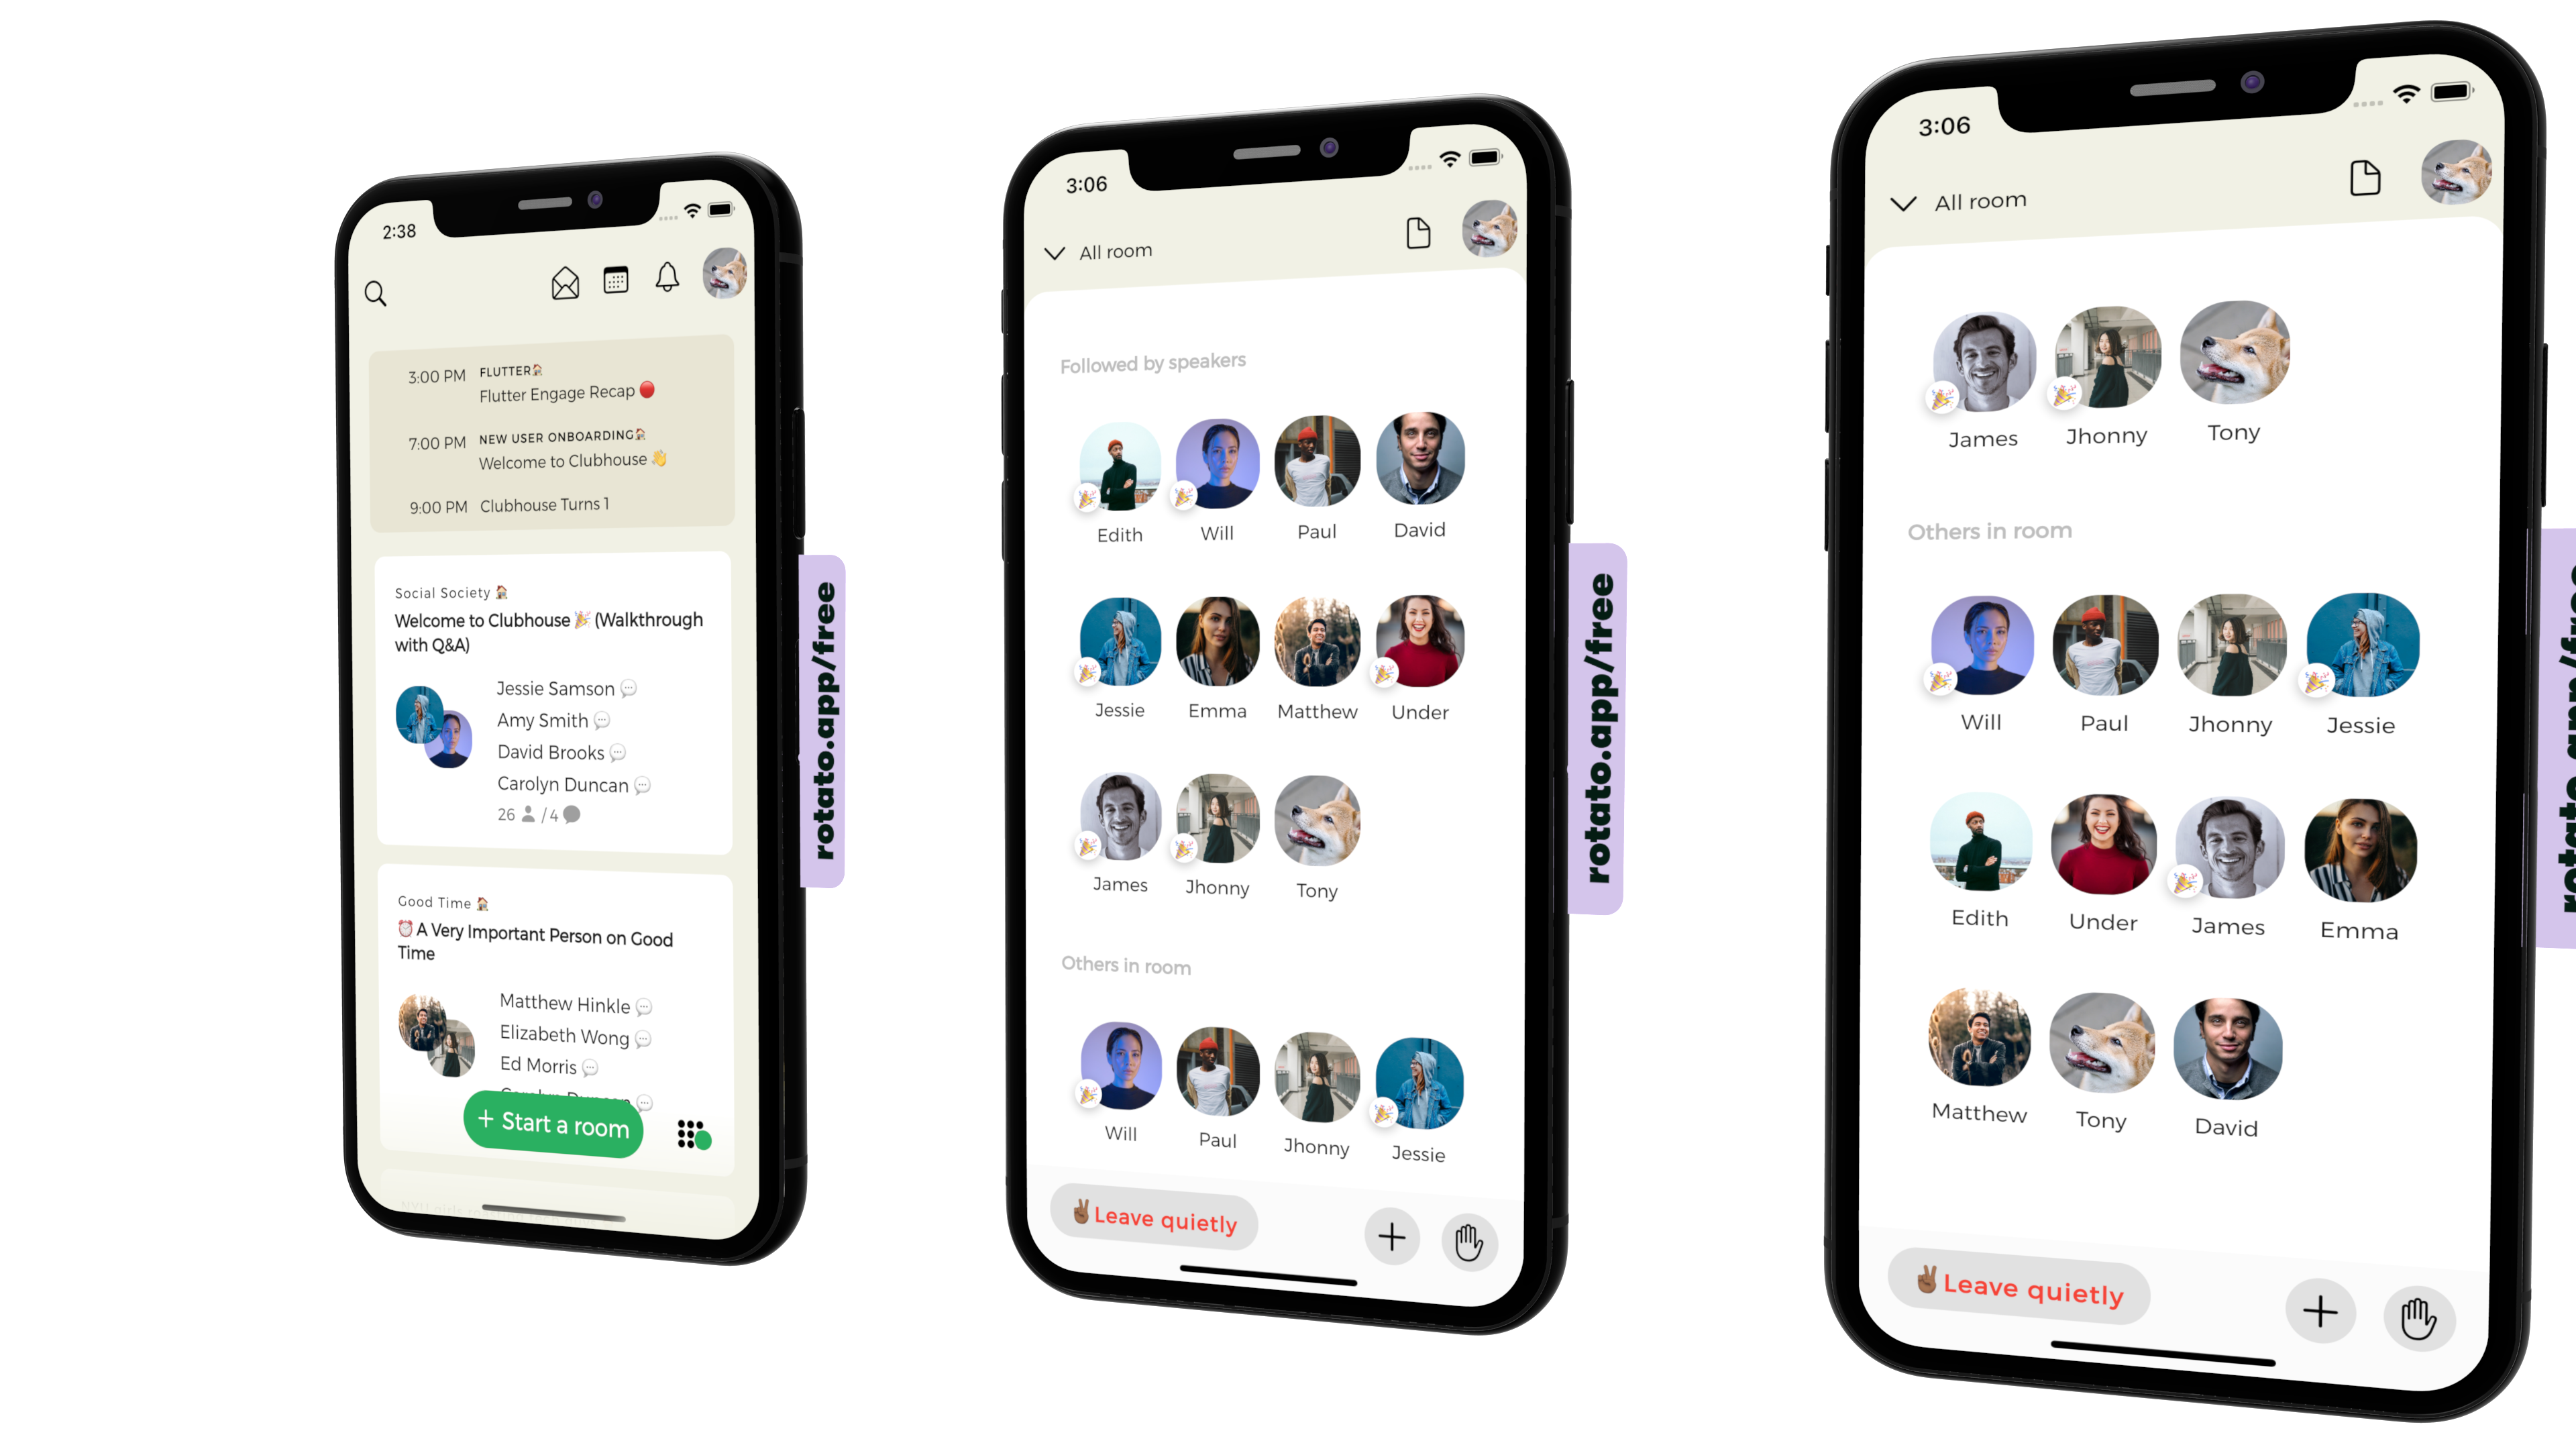 2:38
3:00 PM FLUTTER🏠
Flutter Engage Recap 🔴
7:00 PM NEW USER ONBOARDING🏠
Welcome to Clubhouse 👋
9:00 PM Clubhouse Turns 1
Social Society 🏠
Welcome to Clubhouse 🎉 (Walkthrough
with Q&A)
Jessie Samson 💬
Amy Smith 💬
David Brooks 💬
Carolyn Duncan 💬
26 / 4
Good Time 🏠
⏰A Very Important Person on Good
Time
Matthew Hinkle 💬
Elizabeth Wong 💬
Ed Morris 💬
+ Start a room
rotato.app/free
3:06
All room
Followed by speakers
Edith Will Paul David
Jessie Emma Matthew Under
James Jhonny Tony
Others in room
Will Paul Jhonny Jessie
✌🏾Leave quietly
rotato.app/free
3:06
All room
James Jhonny Tony
Others in room
Will Paul Jhonny Jessie
Edith Under James Emma
Matthew Tony David
✌🏾Leave quietly
rotato.app/free